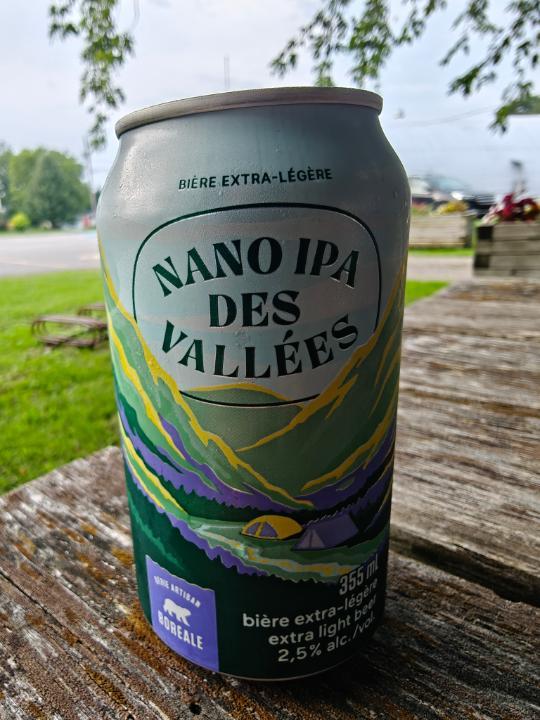 BIÈRE EXTRA-LÉGÈRE
NANO IPA
DES
VALLÉES
SÉRIE ARTISAN
BORÉALE
355 ml
bière extra-légère
extra light beer
2,5% alc./vol.